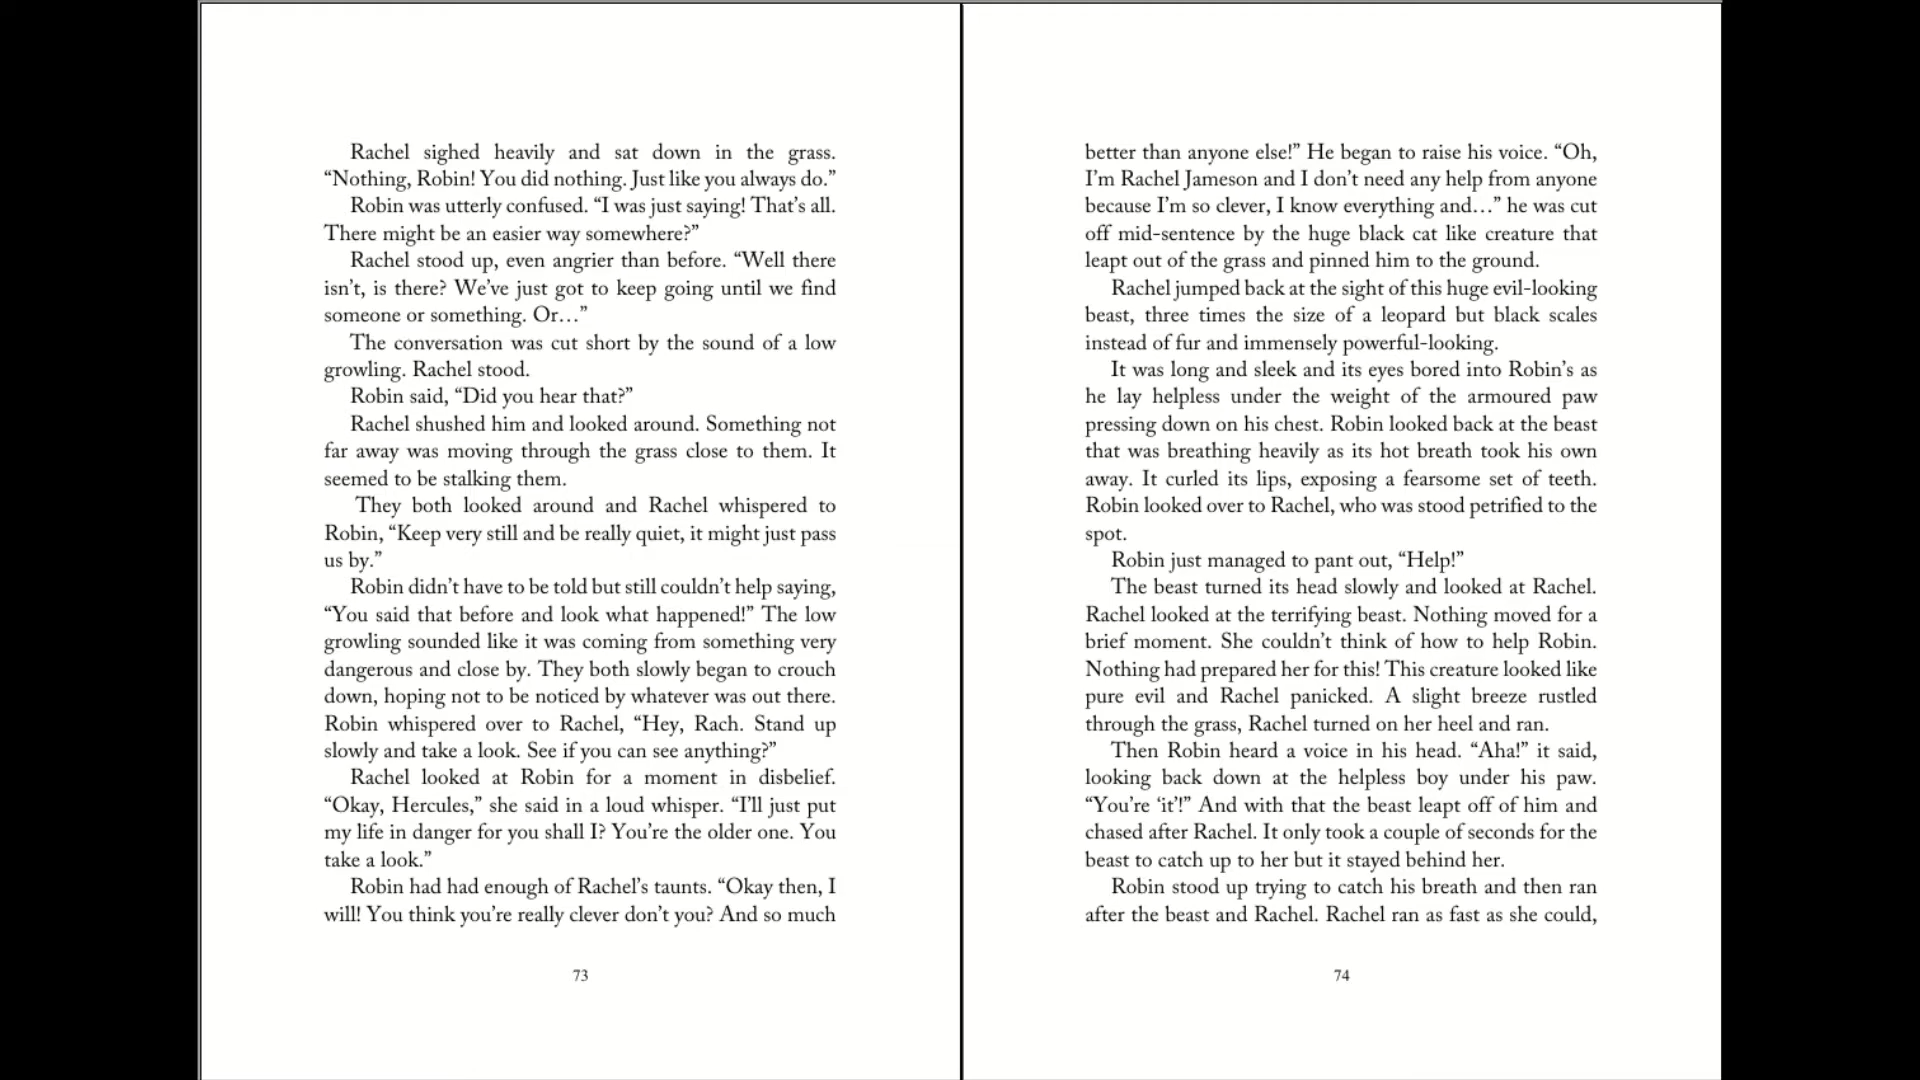 Rachel sighed heavily and sat down in the grass.
“Nothing, Robin! You did nothing. Just like you always do.”
Robin was utterly confused. “I was just saying! That’s all.
There might be an easier way somewhere?”
Rachel stood up, even angrier than before. “Well there
isn’t, is there? We’ve just got to keep going until we find
someone or something. Or…”
The conversation was cut short by the sound of a low
growling. Rachel stood.
Robin said, “Did you hear that?”
Rachel shushed him and looked around. Something not
far away was moving through the grass close to them. It
seemed to be stalking them.
They both looked around and Rachel whispered to
Robin, “Keep very still and be really quiet, it might just pass
us by.”
Robin didn’t have to be told but still couldn’t help saying,
“You said that before and look what happened!” The low
growling sounded like it was coming from something very
dangerous and close by. They both slowly began to crouch
down, hoping not to be noticed by whatever was out there.
Robin whispered over to Rachel, “Hey, Rach. Stand up
slowly and take a look. See if you can see anything?”
Rachel looked at Robin for a moment in disbelief.
“Okay, Hercules,” she said in a loud whisper. “I’ll just put
my life in danger for you shall I? You’re the older one. You
take a look.”
Robin had had enough of Rachel’s taunts. “Okay then, I
will! You think you’re really clever don’t you? And so much
73
better than anyone else!” He began to raise his voice. “Oh,
I’m Rachel Jameson and I don’t need any help from anyone
because I’m so clever, I know everything and…” he was cut
off mid-sentence by the huge black cat like creature that
leapt out of the grass and pinned him to the ground.
Rachel jumped back at the sight of this huge evil-looking
beast, three times the size of a leopard but black scales
instead of fur and immensely powerful-looking.
It was long and sleek and its eyes bored into Robin’s as
he lay helpless under the weight of the armoured paw
pressing down on his chest. Robin looked back at the beast
that was breathing heavily as its hot breath took his own
away. It curled its lips, exposing a fearsome set of teeth.
Robin looked over to Rachel, who was stood petrified to the
spot.
Robin just managed to pant out, “Help!”
The beast turned its head slowly and looked at Rachel.
Rachel looked at the terrifying beast. Nothing moved for a
brief moment. She couldn’t think of how to help Robin.
Nothing had prepared her for this! This creature looked like
pure evil and Rachel panicked. A slight breeze rustled
through the grass, Rachel turned on her heel and ran.
Then Robin heard a voice in his head. “Aha!” it said,
looking back down at the helpless boy under his paw.
“You’re ‘it’!” And with that the beast leapt off of him and
chased after Rachel. It only took a couple of seconds for the
beast to catch up to her but it stayed behind her.
Robin stood up trying to catch his breath and then ran
after the beast and Rachel. Rachel ran as fast as she could,
74